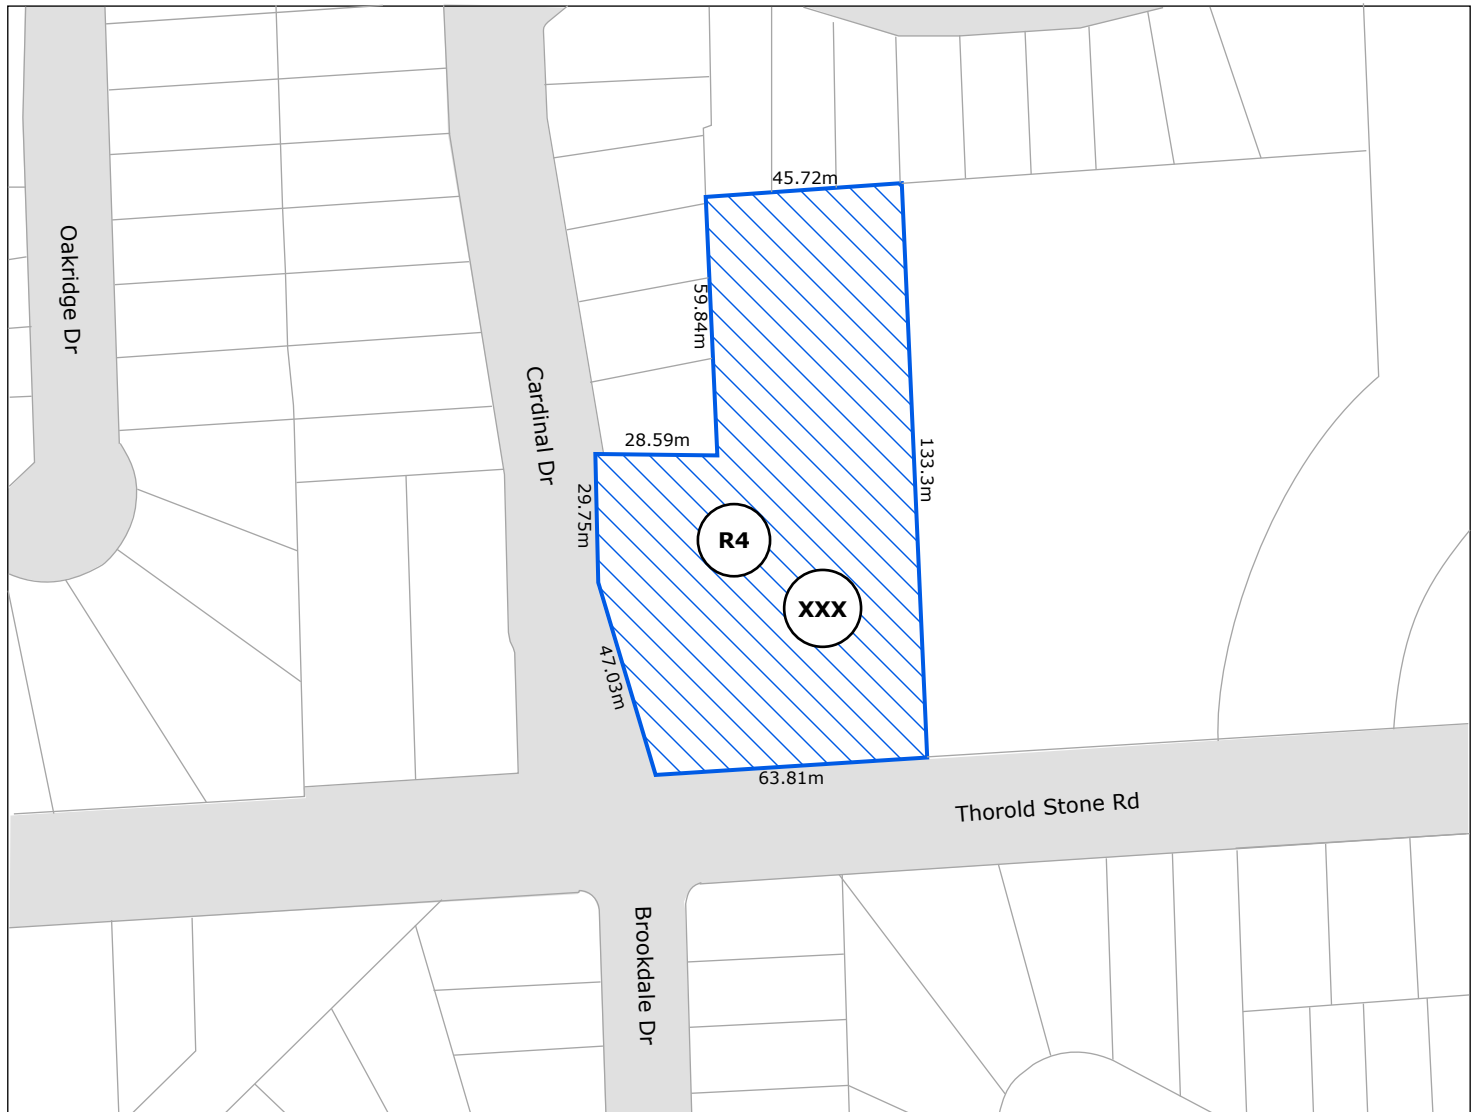 45.72m
Oakridge Dr
59.84m
Cardinal Dr
28.59m
133.3m
29.75m
R4
XXX
47.03m
63.81m
Thorold Stone Rd
Brookdale Dr